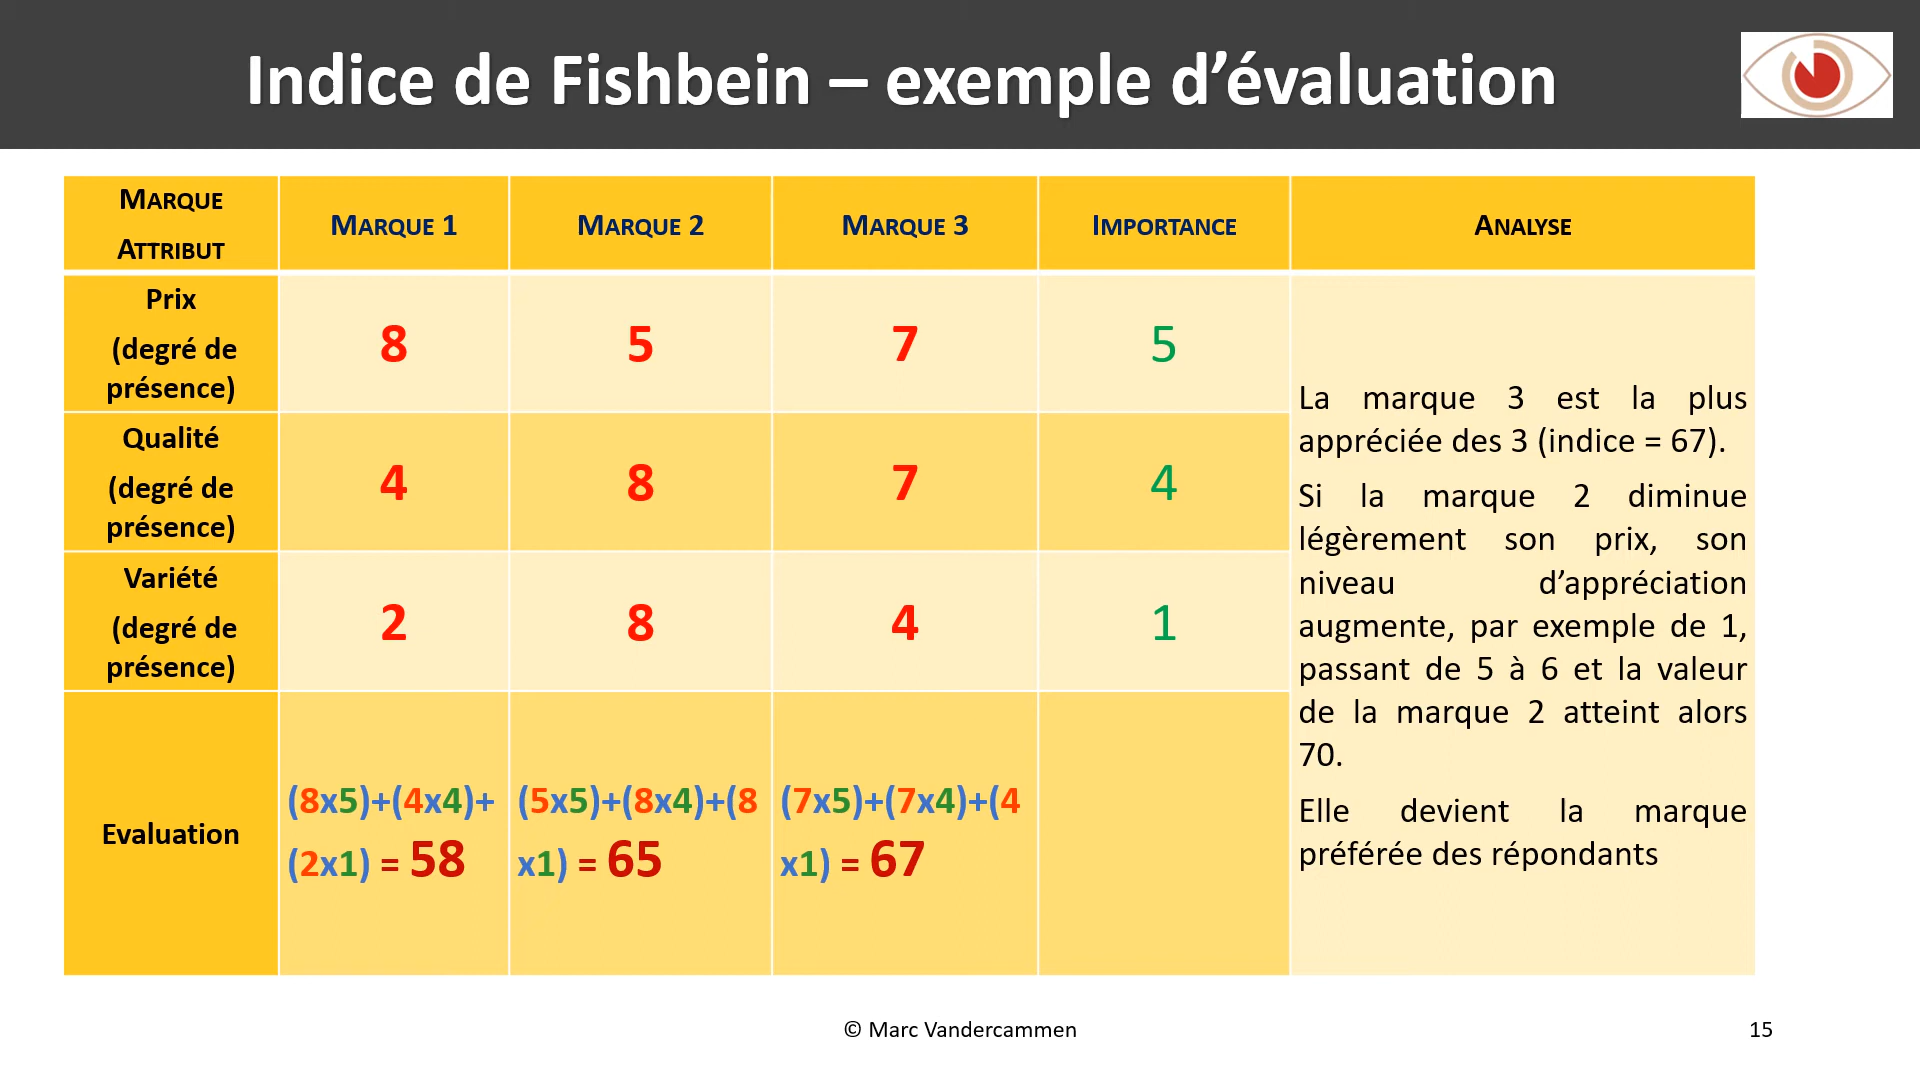 Indice de Fishbein – exemple d’évaluation
MARQUE
ATTRIBUT
MARQUE 1
MARQUE 2
MARQUE 3
IMPORTANCE
ANALYSE
Prix
(degré de
présence)
8
5
7
5
Qualité
(degré de
présence)
4
8
7
4
Variété
(degré de
présence)
2
8
4
1
Evaluation
(8x5)+(4x4)+
(2x1) = 58
(5x5)+(8x4)+(8
x1) = 65
(7x5)+(7x4)+(4
x1) = 67
La marque 3 est la plus
appréciée des 3 (indice = 67).
Si la marque 2 diminue
légèrement son prix, son
niveau d’appréciation
augmente, par exemple de 1,
passant de 5 à 6 et la valeur
de la marque 2 atteint alors
70.
Elle devient la marque
préférée des répondants
© Marc Vandercammen
15